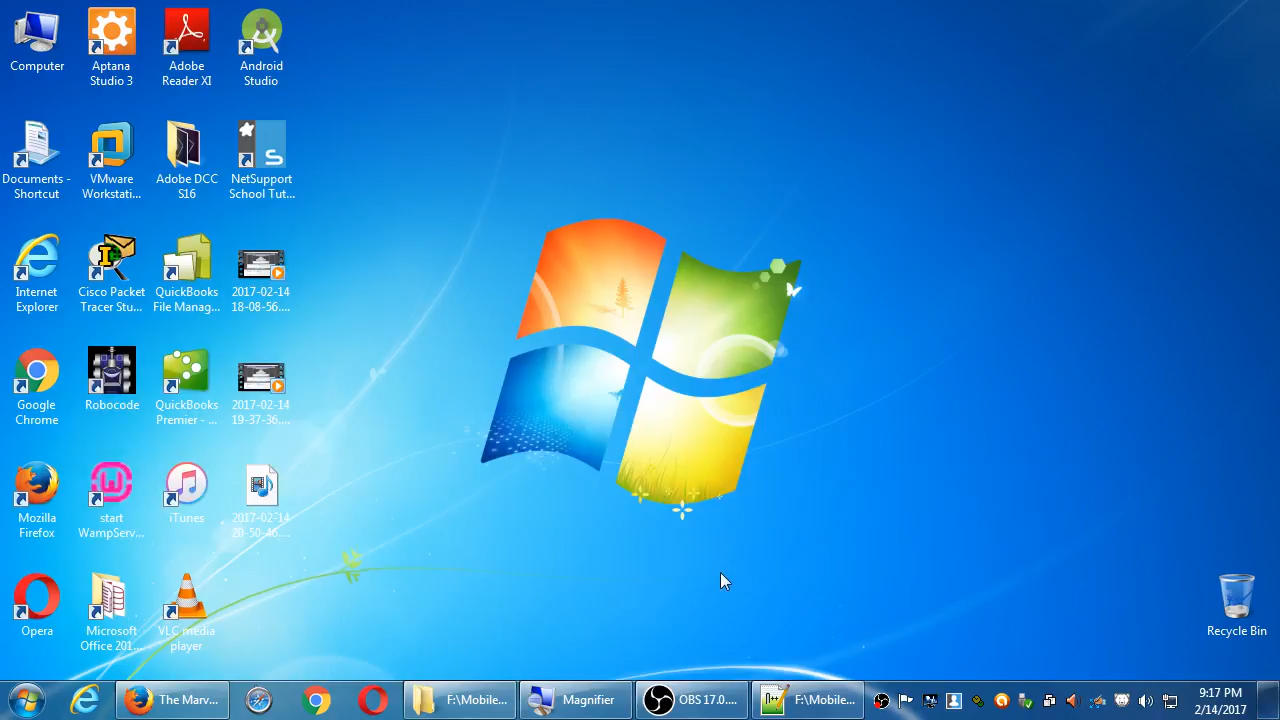 Computer
Aptana
Studio 3
Adobe
Reader XI
Android
Studio
Documents -
Shortcut
VMware
Workstati...
Adobe DCC
S16
NetSupport
School Tut...
Internet
Explorer
Cisco Packet
Tracer Stu...
QuickBooks
File Manag...
2017-02-14
18-08-56....
Google
Chrome
Robocode
QuickBooks
Premier - ...
2017-02-14
19-37-36....
Mozilla
Firefox
start
WampServ...
iTunes
2017-02-14
20-50-46....
Opera
Microsoft
Office 201...
VLC media
player
Recycle Bin
The Marv...
F:\Mobile...
Magnifier
OBS 17.0....
F:\Mobile...
9:17 PM
2/14/2017